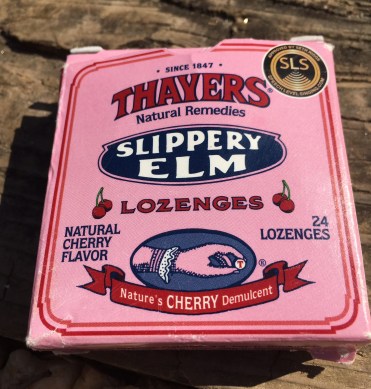 • SINCE 1847 •
THAYERS®
Natural Remedies
SLIPPERY
ELM
LOZENGES
NATURAL
CHERRY
FLAVOR
24
LOZENGES
T
®
Nature's CHERRY Demulcent
SLS